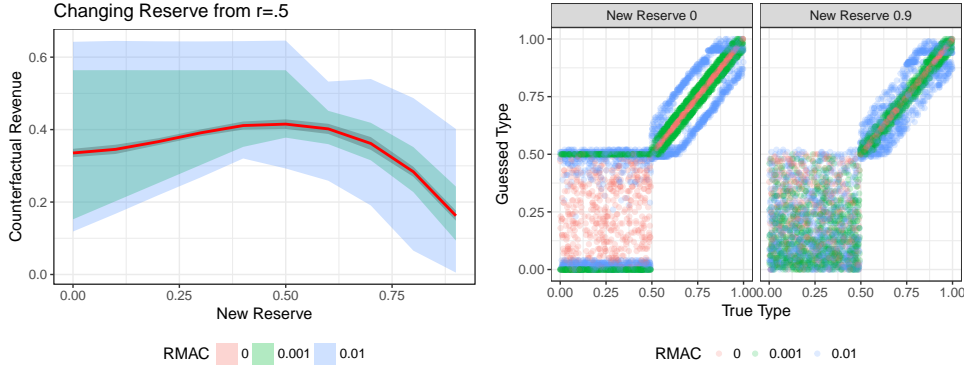 Changing Reserve from r=.5
Counterfactual Revenue
0.6
0.4
0.2
0.0
0.00 0.25 0.50 0.75
New Reserve
RMAC 0 0.001 0.01
New Reserve 0 New Reserve 0.9
Guessed Type
1.00
0.75
0.50
0.25
0.00
0.00 0.25 0.50 0.75 1.00 0.00 0.25 0.50 0.75 1.00
True Type
RMAC 0 0.001 0.01